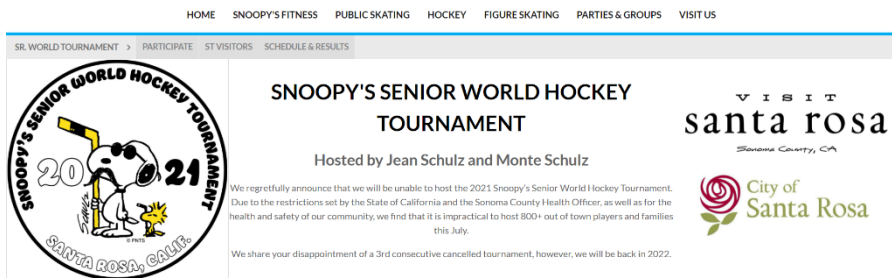 HOME SNOOPY'S FITNESS PUBLIC SKATING HOCKEY FIGURE SKATING PARTIES & GROUPS VISIT US
SR. WORLD TOURNAMENT > PARTICIPATE ST VISITORS SCHEDULE & RESULTS
SNOOPY'S SENIOR WORLD HOCKEY TOURNAMENT
2021
Schulz
© PNTS
SANTA ROSA, CALIF.
SNOOPY'S SENIOR WORLD HOCKEY
TOURNAMENT
Hosted by Jean Schulz and Monte Schulz
We regretfully announce that we will be unable to host the 2021 Snoopy's Senior World Hockey Tournament.
Due to the restrictions set by the State of California and the Sonoma County Health Officer, as well as for the
health and safety of our community, we find that it is impractical to host 800+ out of town players and families
this July.
We share your disappointment of a 3rd consecutive cancelled tournament, however, we will be back in 2022.
VISIT
santa rosa
Sonoma County, CA
City of
Santa Rosa